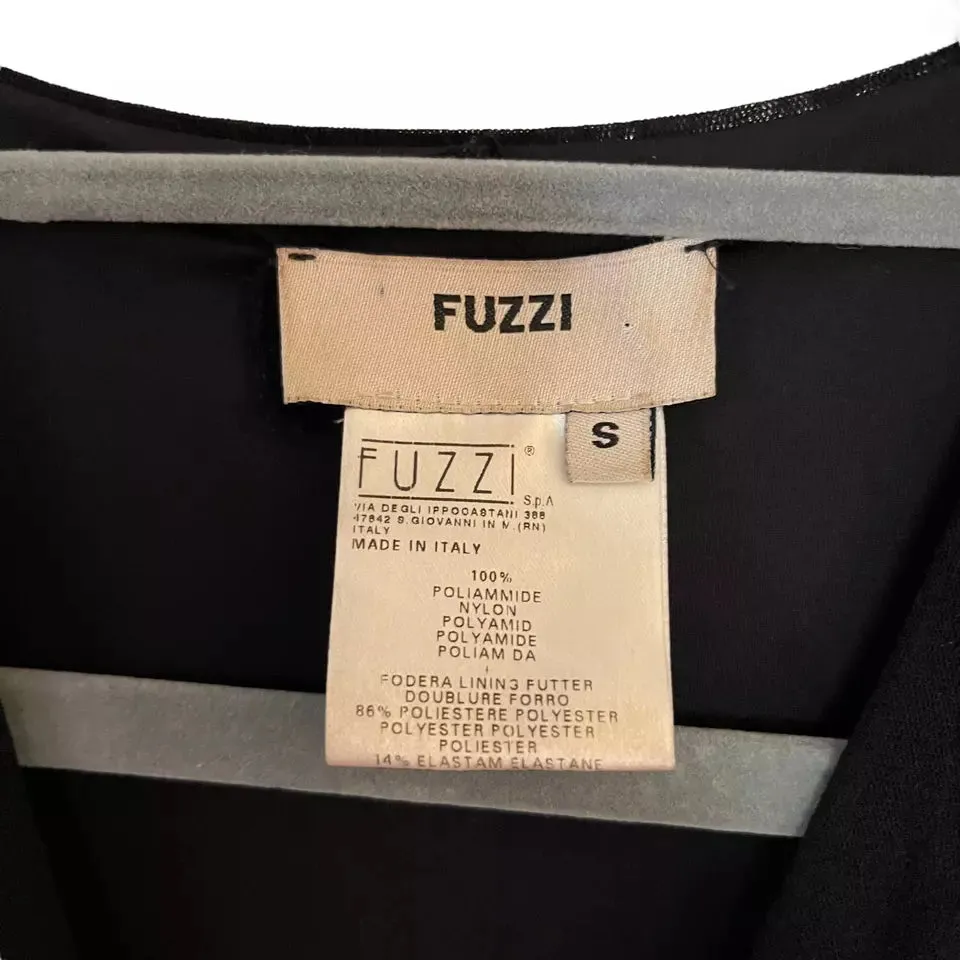 FUZZI
S
FUZZI®
S.p.A
VIA DEGLI IPPOCASTANI 388
47842 S.GIOVANNI IN M.(RN)
ITALY
MADE IN ITALY
100%
POLIAMMIDE
NYLON
POLYAMID
POLYAMIDE
POLIAM DA
+
FODERA LINING FUTTER
DOUBLURE FORRO
86% POLIESTERE POLYESTER
POLYESTER POLYESTER
POLIESTER
14% ELASTAM ELASTANE